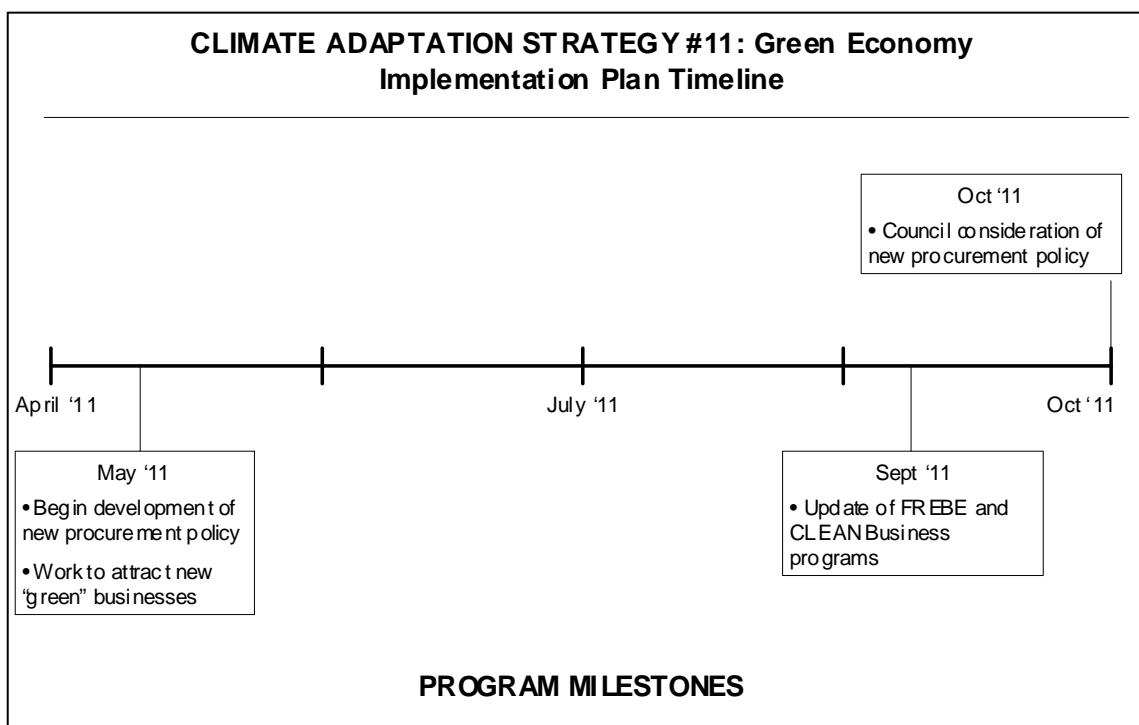 CLIMATE ADAPTATION STRATEGY #11: Green Economy
Implementation Plan Timeline
Oct ‘11
• Council consideration of
new procurement policy
April ‘11
July ‘11
Oct ‘11
May ‘11
• Begin development of
new procurement policy
• Work to attract new
“green” businesses
Sept ‘11
• Update of FREBE and
CLEAN Business
programs
PROGRAM MILESTONES